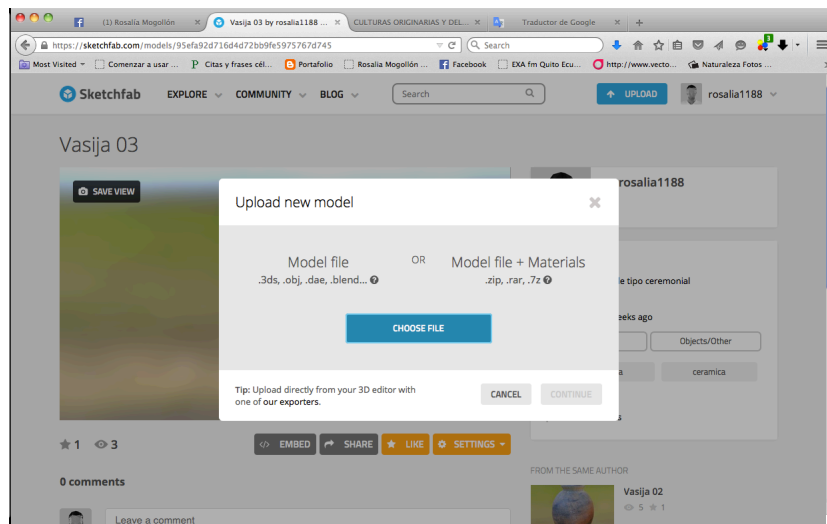 (1) Rosalía Mogollón
Vasija 03 by rosalia1188 ...
CULTURAS ORIGINARIAS Y DEL...
Traductor de Google
https://sketchfab.com/models/95efa92d716d4d72bb9fe5975767d745
Search
Most Visited
Comenzar a usar ...
Citas y frases cél...
Portafolio
Rosalia Mogollón ...
Facebook
EXA fm Quito Ecu...
http://www.vecto...
Naturaleza Fotos ...
Sketchfab
EXPLORE
COMMUNITY
BLOG
Search
UPLOAD
rosalia1188
Vasija 03
SAVE VIEW
rosalia1188
Upload new model
Model file
.3ds, .obj, .dae, .blend...
OR
Model file + Materials
.zip, .rar, .7z
CHOOSE FILE
Tip: Upload directly from your 3D editor with
one of our exporters.
CANCEL
CONTINUE
e tipo ceremonial
eeks ago
Objects/Other
a
ceramica
s
1
3
EMBED
SHARE
LIKE
SETTINGS
0 comments
Leave a comment
FROM THE SAME AUTHOR
Vasija 02
5
1